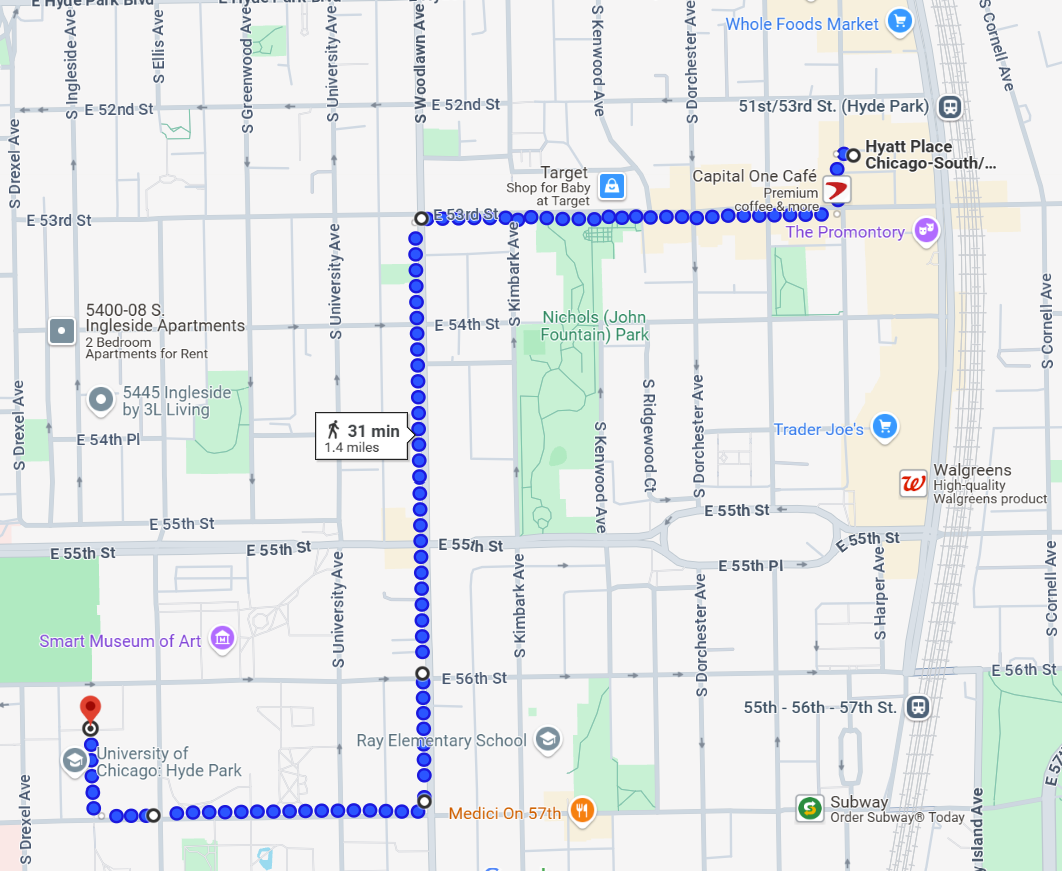 E Hyde Park Blvd
E Hyde Park Blvd
Whole Foods Market
S Ingleside Ave
S Ellis Ave
S Greenwood Ave
S University Ave
S Woodlawn Ave
S Kenwood Ave
S Dorchester Ave
S Cornell Ave
E 52nd St
E 52nd St
51st/53rd St. (Hyde Park)
S Drexel Ave
Hyatt Place
Chicago-South/...
Target
Shop for Baby
at Target
Capital One Café
Premium
coffee & more
E 53rd St
E 53rd St
The Promontory
S University Ave
S Kimbark Ave
5400-08 S.
Ingleside Apartments
2 Bedroom
Apartments for Rent
E 54th St
Nichols (John
Fountain) Park
S Cornell Ave
5445 Ingleside
by 3L Living
S Drexel Ave
E 54th Pl
31 min
1.4 miles
S Kenwood Ave
S Ridgewood Ct
S Dorchester Ave
Trader Joe's
Walgreens
High-quality
Walgreens product
E 55th St
E 55th St
E 55th St
E 55th St
E 55th St
E 55th St
E 55th Pl
S University Ave
S Kimbark Ave
S Dorchester Ave
S Harper Ave
S Cornell Ave
Smart Museum of Art
E 56th St
E 56th St
55th - 56th - 57th St.
Ray Elementary School
University of
Chicago: Hyde Park
S Drexel Ave
Medici On 57th
Subway
Order Subway® Today
y Island Ave
E 57th